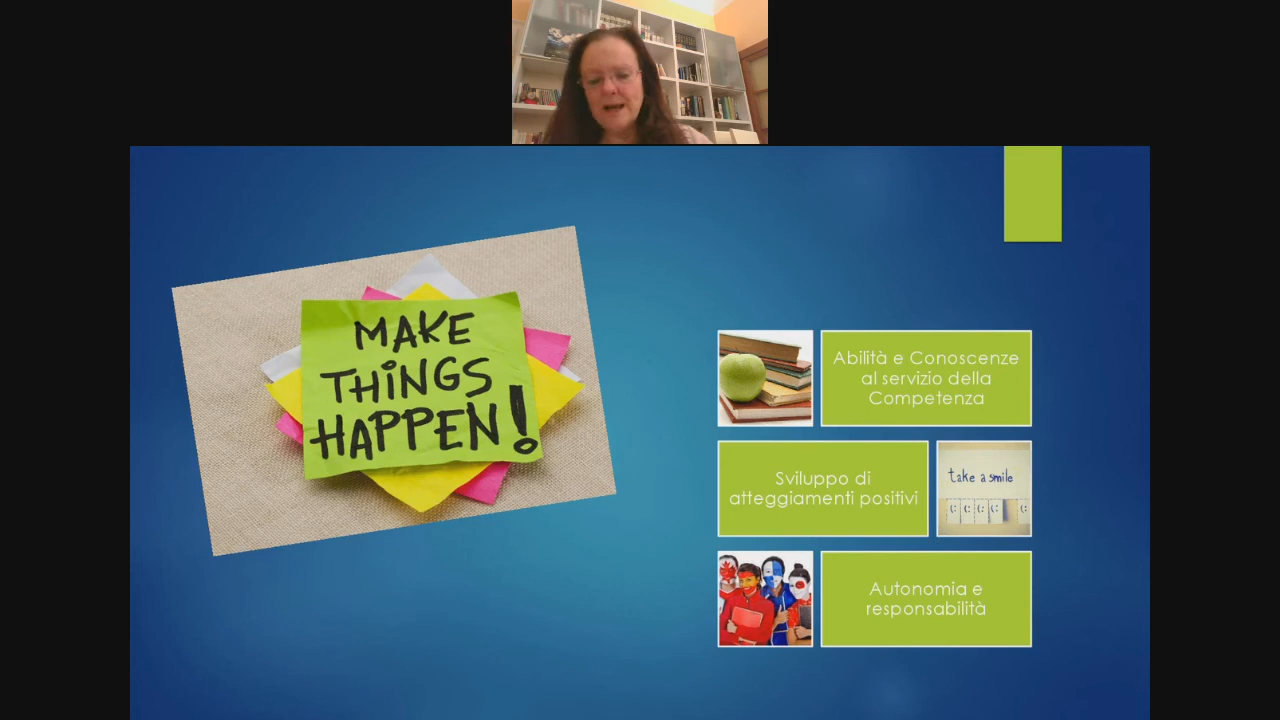 MAKE
THINGS
HAPPEN!
Abilità e Conoscenze
al servizio della
Competenza
Sviluppo di
atteggiamenti positivi
take a smile
Autonomia e
responsabilità